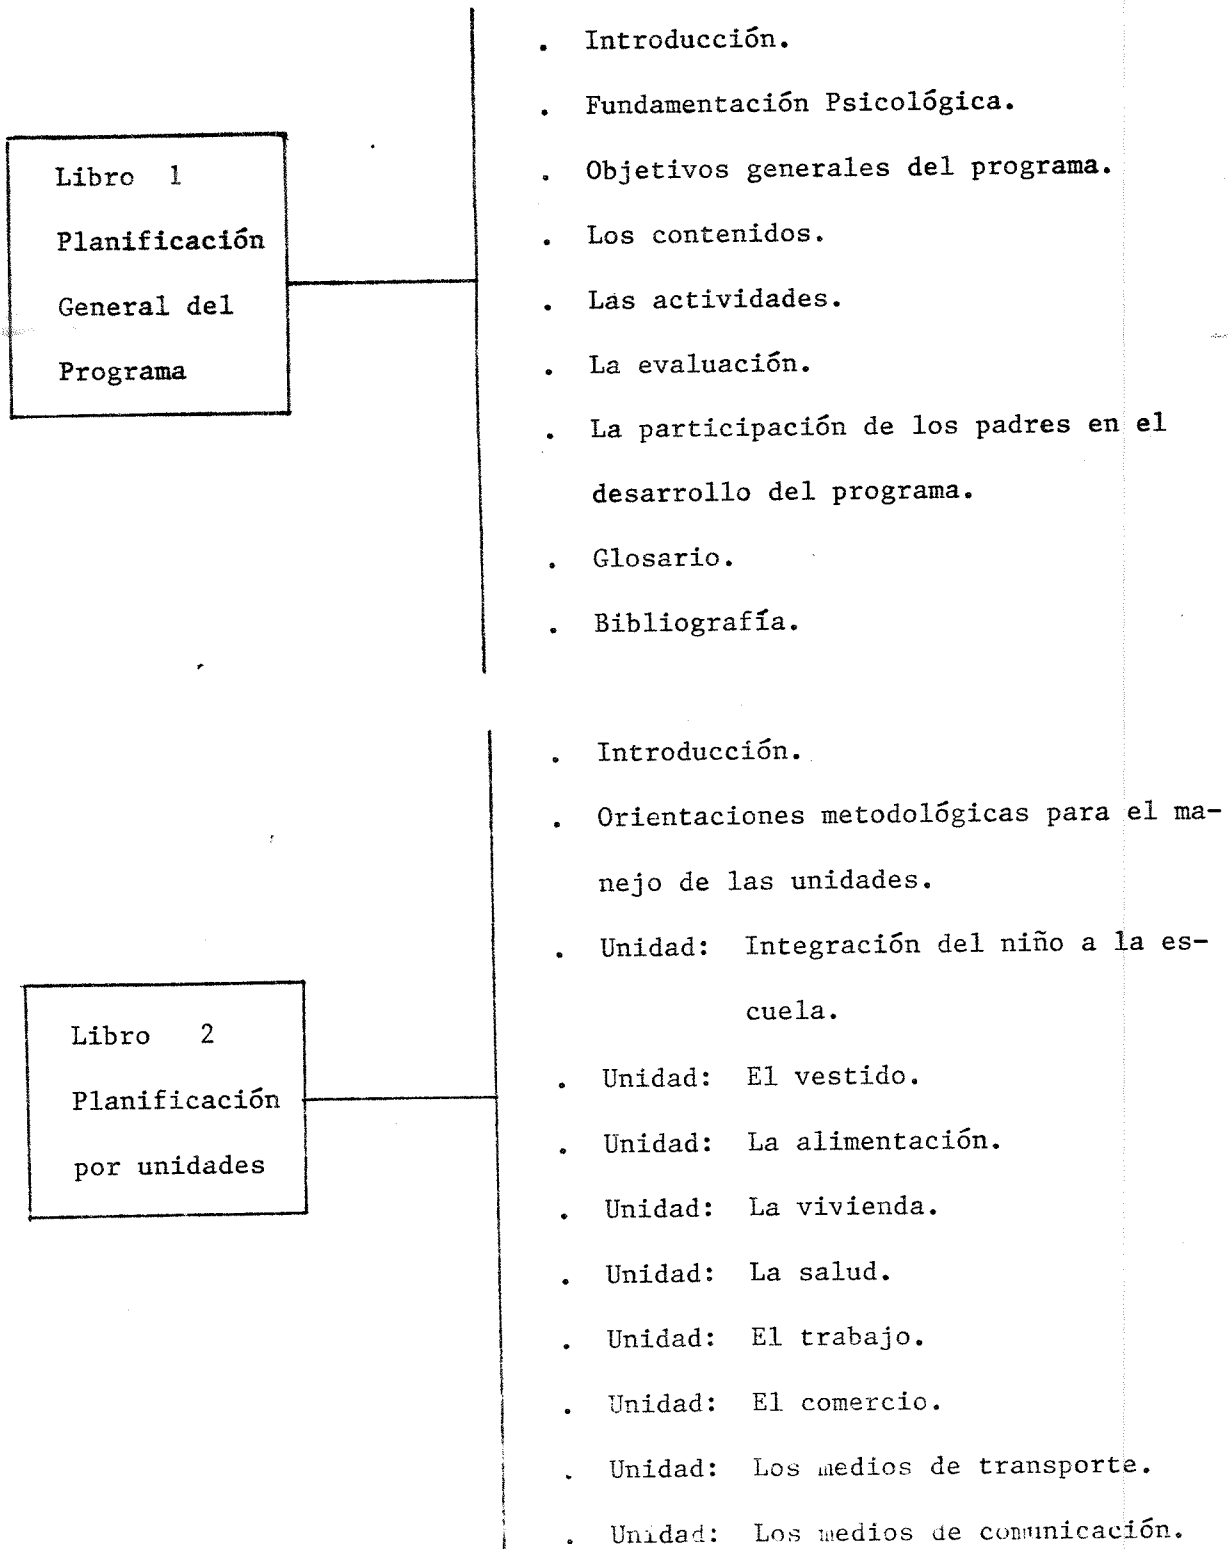 Libro 1
Planificación
General del
Programa
. Introducción.
. Fundamentación Psicológica.
. Objetivos generales del programa.
. Los contenidos.
. Las actividades.
. La evaluación.
. La participación de los padres en el
desarrollo del programa.
. Glosario.
. Bibliografía.
Libro 2
Planificación
por unidades
. Introducción.
. Orientaciones metodológicas para el ma-
nejo de las unidades.
. Unidad: Integración del niño a la es-
cuela.
. Unidad: El vestido.
. Unidad: La alimentación.
. Unidad: La vivienda.
. Unidad: La salud.
. Unidad: El trabajo.
. Unidad: El comercio.
. Unidad: Los medios de transporte.
. Unidad: Los medios de comunicación.